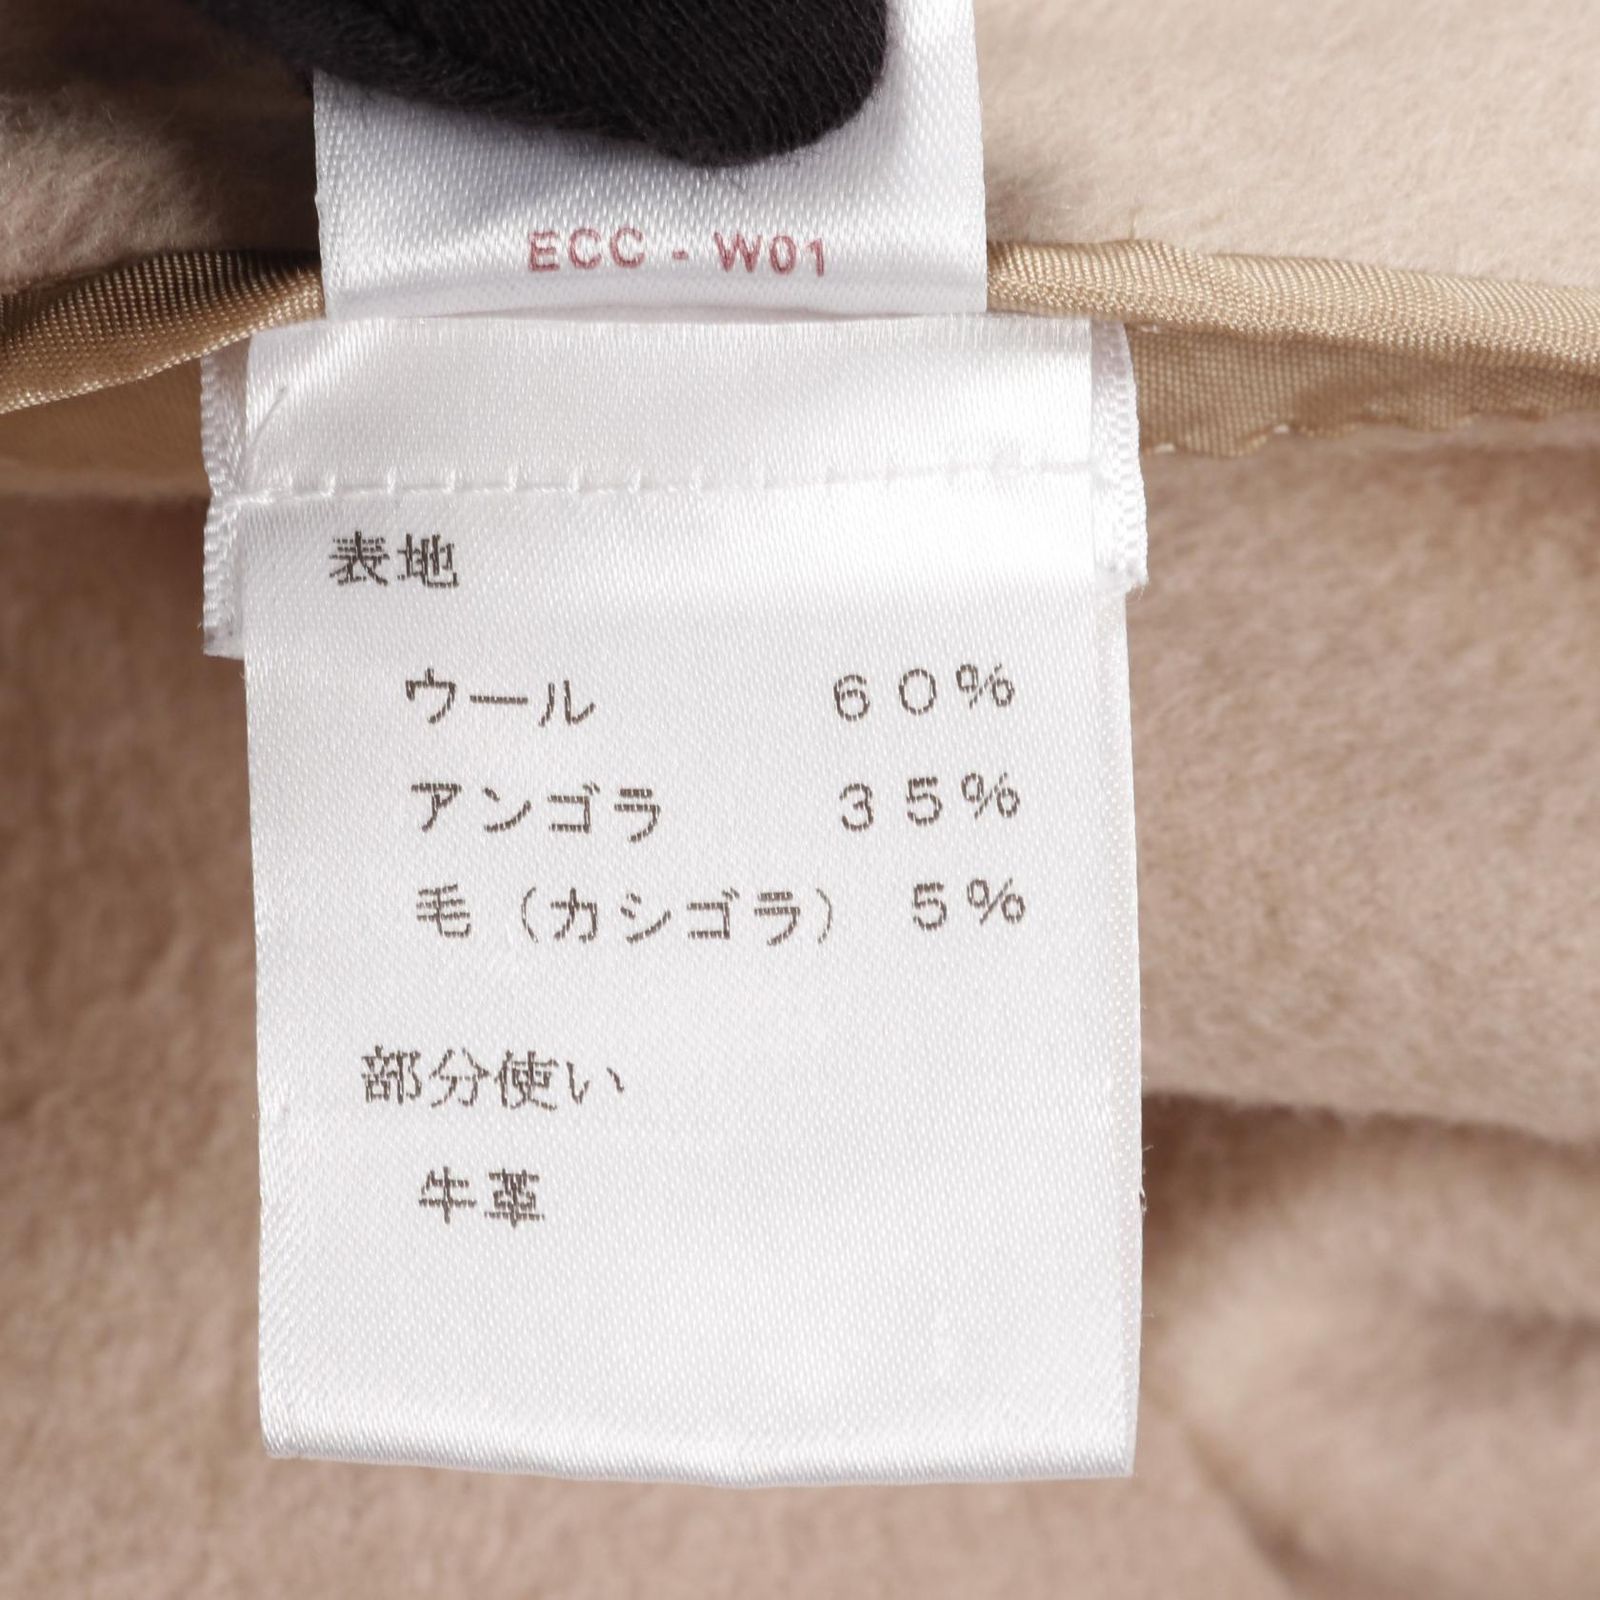 ECC - W01
表地
ウール 60%
アンゴラ 35%
毛（カシゴラ） 5%
部分使い
牛革